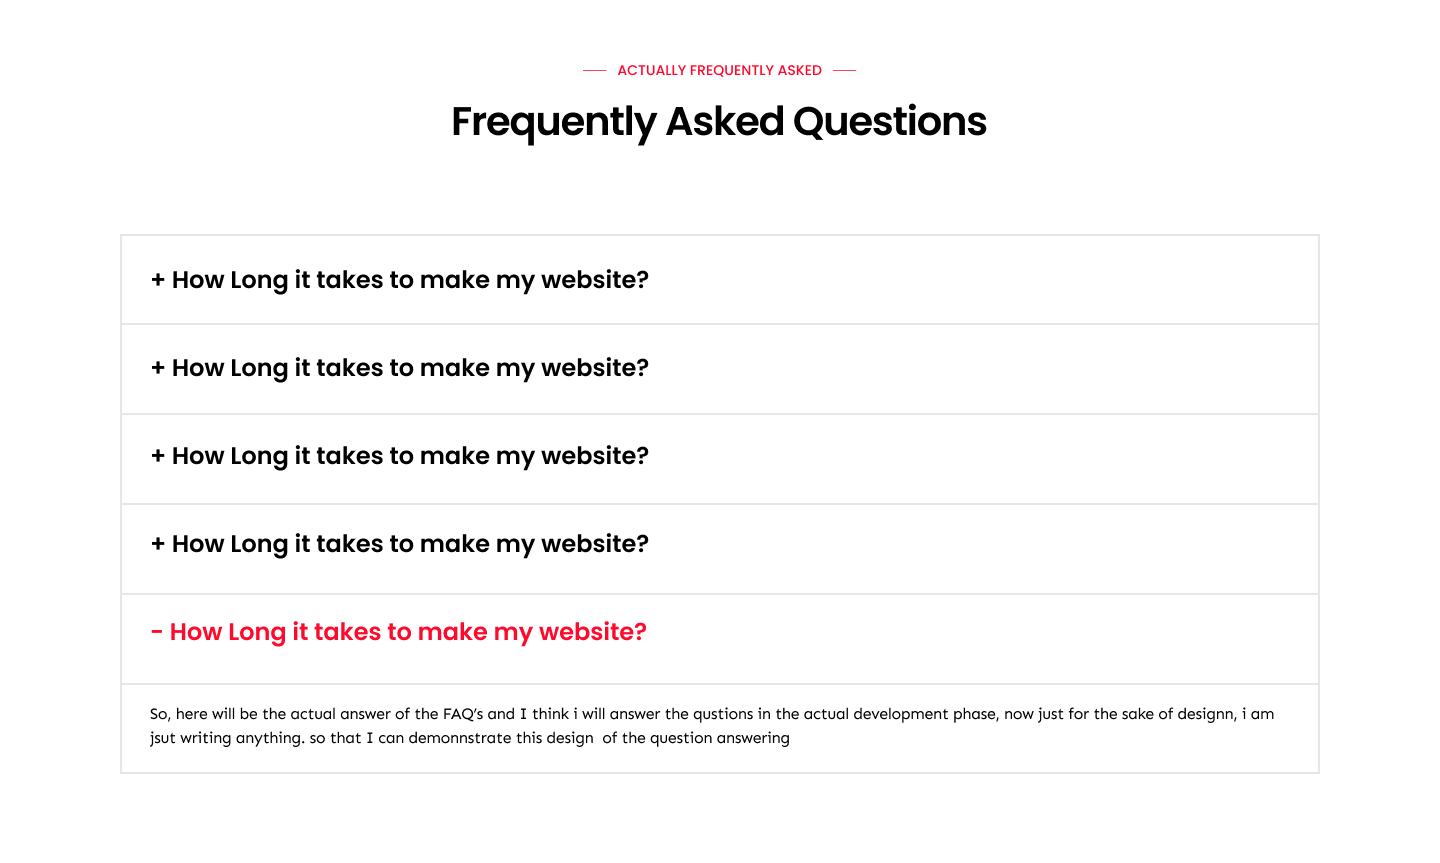 ACTUALLY FREQUENTLY ASKED
Frequently Asked Questions
+ How Long it takes to make my website?
+ How Long it takes to make my website?
+ How Long it takes to make my website?
+ How Long it takes to make my website?
- How Long it takes to make my website?
So, here will be the actual answer of the FAQ’s and I think i will answer the qustions in the actual development phase, now just for the sake of designn, i am
jsut writing anything. so that I can demonnstrate this design  of the question answering